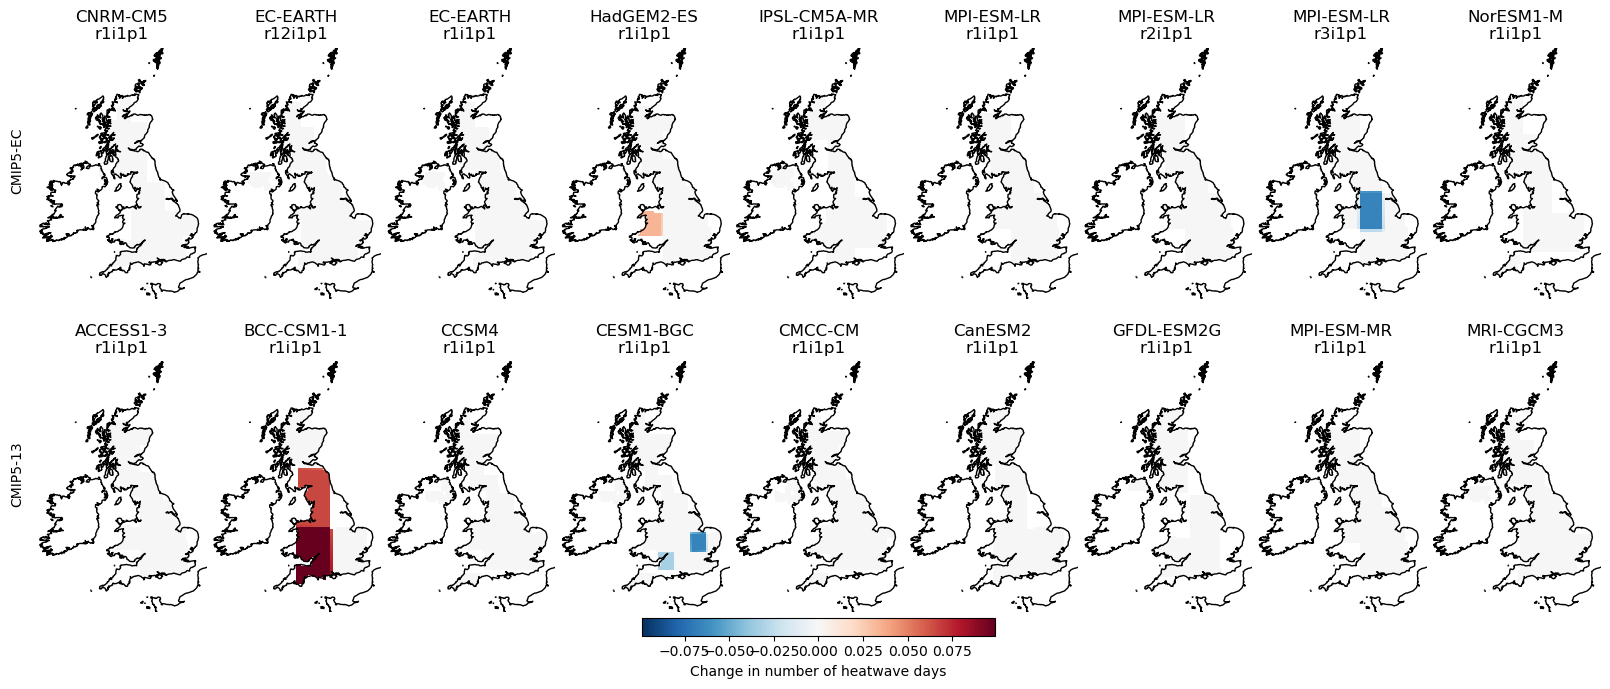 CNRM-CM5 EC-EARTH EC-EARTH HadGEM2-ES IPSL-CM5A-MR MPI-ESM-LR MPI-ESM-LR MPI-ESM-LR NorESM1-M
r1i1p1 r12i1p1 r1i1p1 r1i1p1 r1i1p1 r1i1p1 r2i1p1 r3i1p1 r1i1p1
CMIP5-EC
ACCESS1-3 BCC-CSM1-1 CCSM4 CESM1-BGC CMCC-CM CanESM2 GFDL-ESM2G MPI-ESM-MR MRI-CGCM3
r1i1p1 r1i1p1 r1i1p1 r1i1p1 r1i1p1 r1i1p1 r1i1p1 r1i1p1 r1i1p1
CMIP5-13
−0.075 −0.050 −0.025 0.000 0.025 0.050 0.075
Change in number of heatwave days